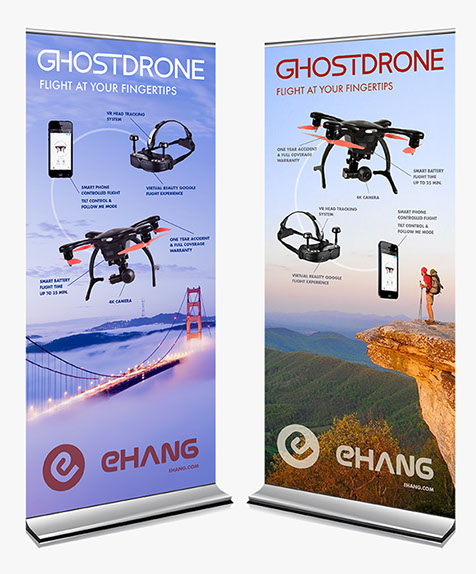 GHOSTDRONE
FLIGHT AT YOUR FINGERTIPS
VR HEAD TRACKING
SYSTEM
SMART PHONE
CONTROLLED FLIGHT
TILT CONTROL &
FOLLOW ME MODE
VIRTUAL REALITY GOOGLE
FLIGHT EXPERIENCE
ONE YEAR ACCIDENT
& FULL COVERAGE
WARRANTY
SMART BATTERY
FLIGHT TIME
UP TO 25 MIN.
4K CAMERA
EHANG
EHANG.COM
GHOSTDRONE
FLIGHT AT YOUR FINGERTIPS
ONE YEAR ACCIDENT
& FULL COVERAGE
WARRANTY
SMART BATTERY
FLIGHT TIME
UP TO 25 MIN.
4K CAMERA
VR HEAD TRACKING
SYSTEM
SMART PHONE
CONTROLLED FLIGHT
TILT CONTROL &
FOLLOW ME MODE
VIRTUAL REALITY GOOGLE
FLIGHT EXPERIENCE
EHANG
EHANG.COM